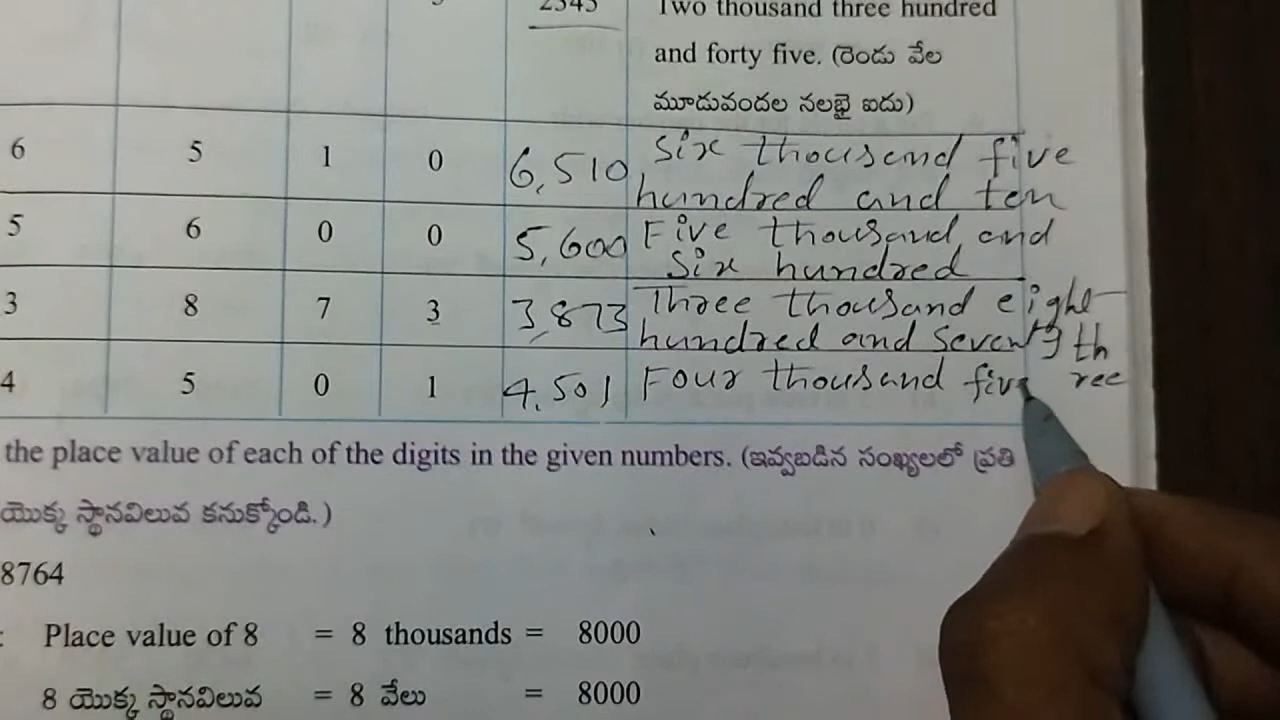 2345 Two thousand three hundred
and forty five. (రెండు వేల
మూడువందల నలభై ఐదు)
6 5 1 0 6,510 Six thousand five
hundred and ten
5 6 0 0 5,600 Five thousand and
Six hundred
3 8 7 3 3,873 Three thousand eight
hundred and Seventy th
ree
4 5 0 1 4,501 Four thousand five
the place value of each of the digits in the given numbers. (ఇవ్వబడిన సంఖ్యలలో ప్రతి
యొక్క స్థానవిలువ కనుక్కోండి.)
8764
: Place value of 8 = 8 thousands = 8000
8 యొక్క స్థానవిలువ = 8 వేలు = 8000